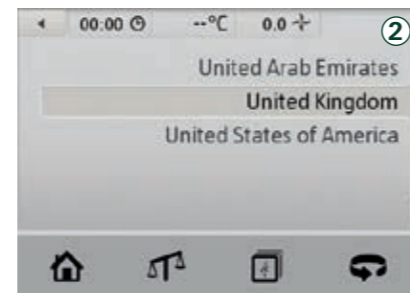 00:00 --°C 0.0
2
United Arab Emirates
United Kingdom
United States of America